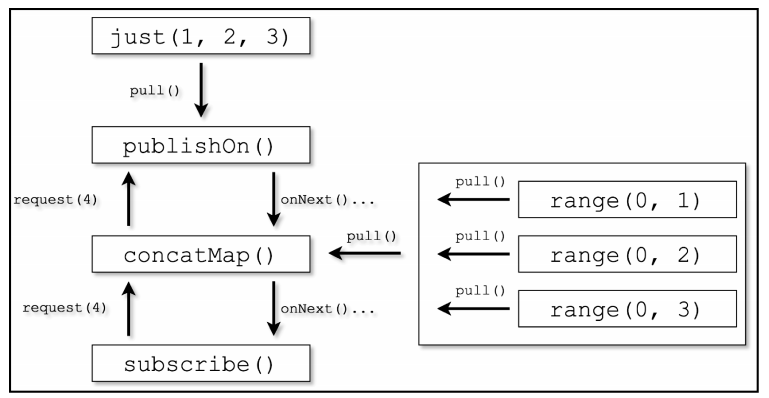 just(1, 2, 3)
pull()
publishOn()
request(4)
onNext()...
concatMap()
request(4)
onNext()...
subscribe()
pull()
pull()
range(0, 1)
pull()
range(0, 2)
pull()
range(0, 3)